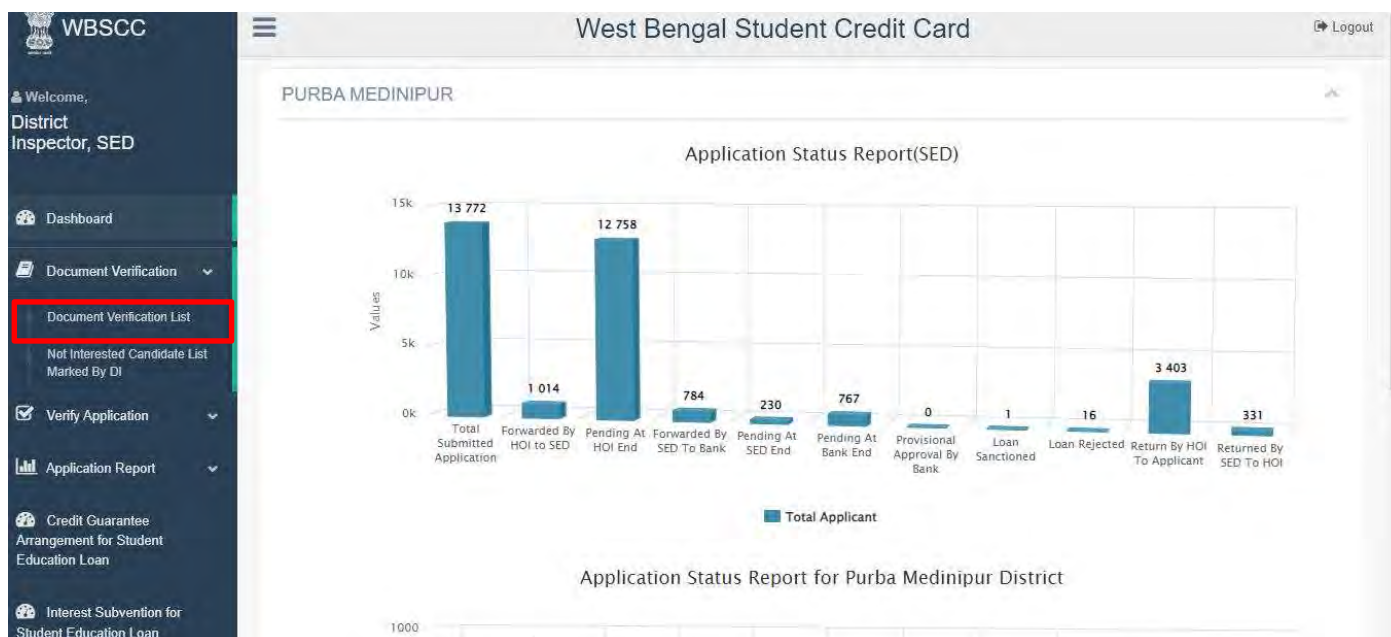 WBSCC
West Bengal Student Credit Card
Logout
Welcome,
District
Inspector, SED
Dashboard
Document Verification
Document Verification List
Not Interested Candidate List
Marked By DI
Verify Application
Application Report
Credit Guarantee
Arrangement for Student
Education Loan
Interest Subvention for
Student Education Loan
PURBA MEDINIPUR
Application Status Report(SED)
Values
15k
10k
5k
0k
13 772
1 014
12 758
784
230
767
0
1
16
3 403
331
Total
Submitted
Application
Forwarded By
HOI to SED
Pending At
HOI End
Forwarded By
SED To Bank
Pending At
SED End
Pending At
Bank End
Provisional
Approval By
Bank
Loan
Sanctioned
Loan Rejected
Return By HOI
To Applicant
Returned By
SED To HOI
Total Applicant
Application Status Report for Purba Medinipur District
1000